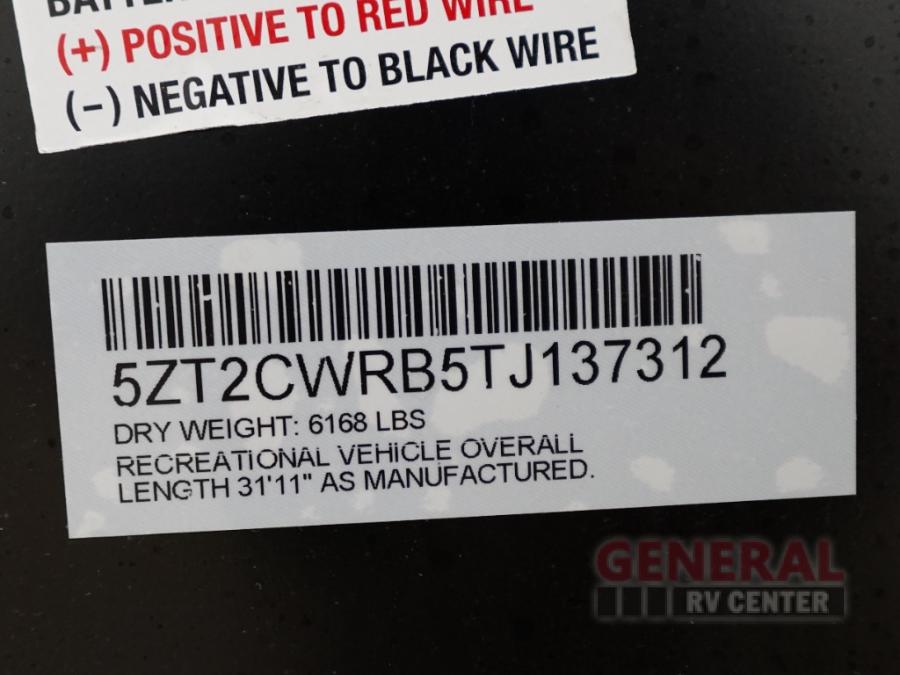 (+) POSITIVE TO RED WIRE
(-) NEGATIVE TO BLACK WIRE
5ZT2CWRB5TJ137312
DRY WEIGHT: 6168 LBS
RECREATIONAL VEHICLE OVERALL
LENGTH 31'11" AS MANUFACTURED.
GENERAL
RV CENTER